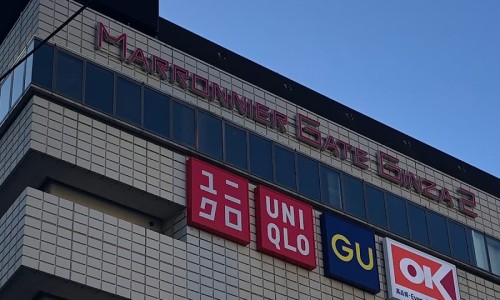 MARRONNIER GATE GINZA 2
ユニ
クロ
UNI
QLO
GU
OK